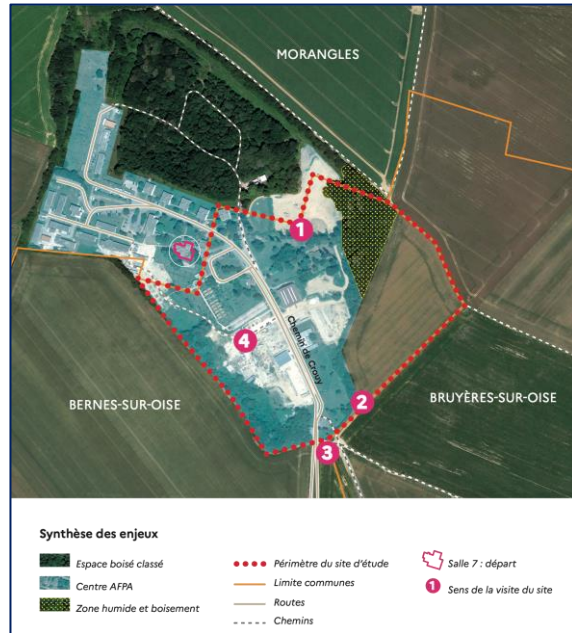 MORANGLES
1
Chemin de Crouy
4
BERNES-SUR-OISE
2
BRUYÈRES-SUR-OISE
3
Synthèse des enjeux
Espace boisé classé
Centre AFPA
Zone humide et boisement
Périmètre du site d'étude
Limite communes
Routes
Chemins
Salle 7 : départ
1 Sens de la visite du site